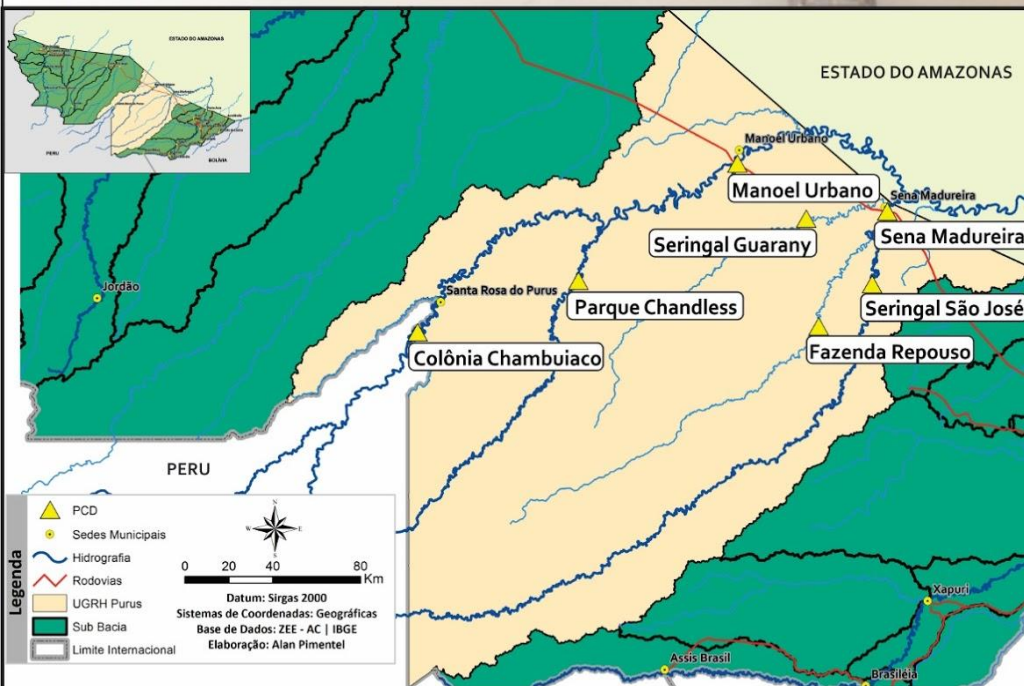 ESTADO DO AMAZONAS
PERU
BOLÍVIA
ESTADO DO AMAZONAS
Manoel Urbano
Manoel Urbano
Sena Madureira
Seringal Guarany
Sena Madureira
Jordão
Santa Rosa do Purus
Parque Chandless
Seringal São José
Colônia Chambuiaco
Fazenda Repouso
PERU
Legenda
PCD
Sedes Municipais
Hidrografia
Rodovias
UGRH Purus
Sub Bacia
Limite Internacional
N
W E
S
0 20 40 80 Km
Datum: Sirgas 2000
Sistemas de Coordenadas: Geográficas
Base de Dados: ZEE - AC | IBGE
Elaboração: Alan Pimentel
Xapuri
Assis Brasil
Brasiléia